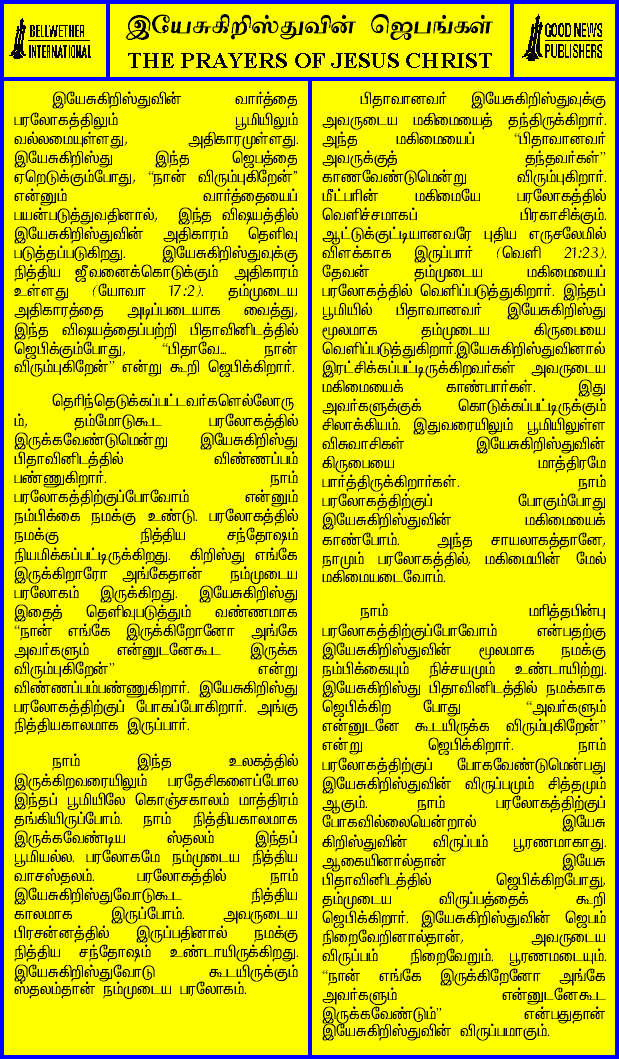 BELLWETHER
INTERNATIONAL
இயேசுகிறிஸ்துவின் ஜெபங்கள்
THE PRAYERS OF JESUS CHRIST
GOOD NEWS
PUBLISHERS
இயேசுகிறிஸ்துவின் வார்த்தை
பரலோகத்திலும் பூமியிலும்
வல்லமையுள்ளது, அதிகாரமுள்ளது.
இயேசுகிறிஸ்து இந்த ஜெபத்தை
ஏறெடுக்கும்போது, “நான் விரும்புகிறேன்”
என்னும் வார்த்தையைப்
பயன்படுத்துவதினால், இந்த விஷயத்தில்
இயேசுகிறிஸ்துவின் அதிகாரம் தெளிவு
படுத்தப்படுகிறது. இயேசுகிறிஸ்துவுக்கு
நித்திய ஜீவனைக்கொடுக்கும் அதிகாரம்
உள்ளது (யோவா 17:2). தம்முடைய
அதிகாரத்தை அடிப்படையாக வைத்து,
இந்த விஷயத்தைப்பற்றி பிதாவினிடத்தில்
ஜெபிக்கும்போது, “பிதாவே... நான்
விரும்புகிறேன்” என்று கூறி ஜெபிக்கிறார்.
தெரிந்தெடுக்கப்பட்டவர்களெல்லோரு
ம், தம்மோடுகூட பரலோகத்தில்
இருக்கவேண்டுமென்று இயேசுகிறிஸ்து
பிதாவினிடத்தில் விண்ணப்பம்
பண்ணுகிறார். நாம்
பரலோகத்திற்குப்போவோம் என்னும்
நம்பிக்கை நமக்கு உண்டு. பரலோகத்தில்
நமக்கு நித்திய சந்தோஷம்
நியமிக்கப்பட்டிருக்கிறது. கிறிஸ்து எங்கே
இருக்கிறாரோ அங்கேதான் நம்முடைய
பரலோகம் இருக்கிறது. இயேசுகிறிஸ்து
இதைத் தெளிவுபடுத்தும் வண்ணமாக
“நான் எங்கே இருக்கிறோனோ அங்கே
அவர்களும் என்னுடனேகூட இருக்க
விரும்புகிறேன்” என்று
விண்ணப்பம்பண்ணுகிறார். இயேசுகிறிஸ்து
பரலோகத்திற்குப் போகப்போகிறார். அங்கு
நித்தியகாலமாக இருப்பார்.
நாம் இந்த உலகத்தில்
இருக்கிறவரையிலும் பரதேசிகளைப்போல
இந்தப் பூமியிலே கொஞ்சகாலம் மாத்திரம்
தங்கியிருப்போம். நாம் நித்தியகாலமாக
இருக்கவேண்டிய ஸ்தலம் இந்தப்
பூமியல்ல. பரலோகமே நம்முடைய நித்திய
வாசஸ்தலம். பரலோகத்தில் நாம்
இயேசுகிறிஸ்துவோடுகூட நித்திய
காலமாக இருப்போம். அவருடைய
பிரசன்னத்தில் இருப்பதினால் நமக்கு
நித்திய சந்தோஷம் உண்டாயிருக்கிறது.
இயேசுகிறிஸ்துவோடு கூடயிருக்கும்
ஸ்தலம்தான் நம்முடைய பரலோகம்.
பிதாவானவர் இயேசுகிறிஸ்துவுக்கு
அவருடைய மகிமையைத் தந்திருக்கிறார்.
அந்த மகிமையைப் “பிதாவானவர்
அவருக்குத் தந்தவர்கள்”
காணவேண்டுமென்று விரும்புகிறார்.
மீட்பரின் மகிமையே பரலோகத்தில்
வெளிச்சமாகப் பிரகாசிக்கும்.
ஆட்டுக்குட்டியானவரே புதிய எருசலேமில்
விளக்காக இருப்பார் (வெளி 21:23).
தேவன் தம்முடைய மகிமையைப்
பரலோகத்தில் வெளிப்படுத்துகிறார். இந்தப்
பூமியில் பிதாவானவர் இயேசுகிறிஸ்து
மூலமாக தம்முடைய கிருபையை
வெளிப்படுத்துகிறார்.இயேசுகிறிஸ்துவினால்
இரட்சிக்கப்பட்டிருக்கிறவர்கள் அவருடைய
மகிமையைக் காண்பார்கள். இது
அவர்களுக்குக் கொடுக்கப்பட்டிருக்கும்
சிலாக்கியம். இதுவரையிலும் பூமியிலுள்ள
விசுவாசிகள் இயேசுகிறிஸ்துவின்
கிருபையை மாத்திரமே
பார்த்திருக்கிறார்கள். நாம்
பரலோகத்திற்குப் போகும்போது
இயேசுகிறிஸ்துவின் மகிமையைக்
காண்போம். அந்த சாயலாகத்தானே,
நாமும் பரலோகத்தில், மகிமையின் மேல்
மகிமையடைவோம்.
நாம் மரித்தபின்பு
பரலோகத்திற்குப்போவோம் என்பதற்கு
இயேசுகிறிஸ்துவின் மூலமாக நமக்கு
நம்பிக்கையும் நிச்சயமும் உண்டாயிற்று.
இயேசுகிறிஸ்து பிதாவினிடத்தில் நமக்காக
ஜெபிக்கிற போது “அவர்களும்
என்னுடனே கூடயிருக்க விரும்புகிறேன்”
என்று ஜெபிக்கிறார். நாம்
பரலோகத்திற்குப் போகவேண்டுமென்பது
இயேசுகிறிஸ்துவின் விருப்பமும் சித்தமும்
ஆகும். நாம் பரலோகத்திற்குப்
போகவில்லையென்றால் இயேசு
கிறிஸ்துவின் விருப்பம் பூரணமாகாது.
ஆகையினால்தான் இயேசு
பிதாவினிடத்தில் ஜெபிக்கிறபோது,
தம்முடைய விருப்பத்தைக் கூறி
ஜெபிக்கிறார். இயேசுகிறிஸ்துவின் ஜெபம்
நிறைவேறினால்தான், அவருடைய
விருப்பம் நிறைவேறும். பூரணமடையும்.
“நான் எங்கே இருக்கிறேனோ அங்கே
அவர்களும் என்னுடனேகூட
இருக்கவேண்டும்” என்பதுதான்
இயேசுகிறிஸ்துவின் விருப்பமாகும்.